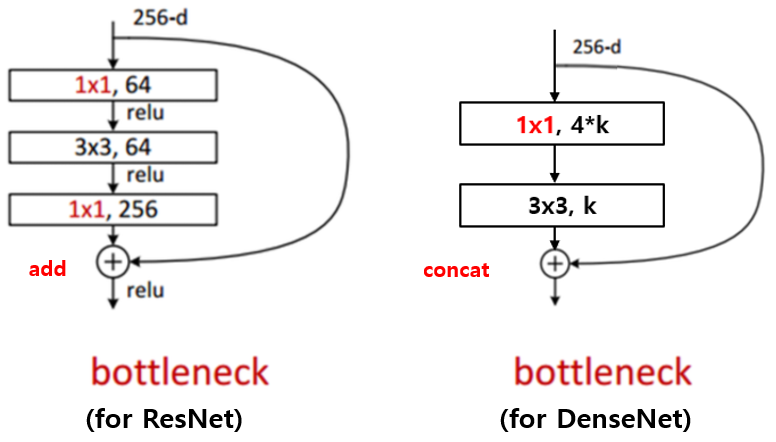 256-d
1x1, 64
relu
3x3, 64
relu
1x1, 256
add
relu
bottleneck
(for ResNet)
256-d
1x1, 4*k
3x3, k
concat
bottleneck
(for DenseNet)